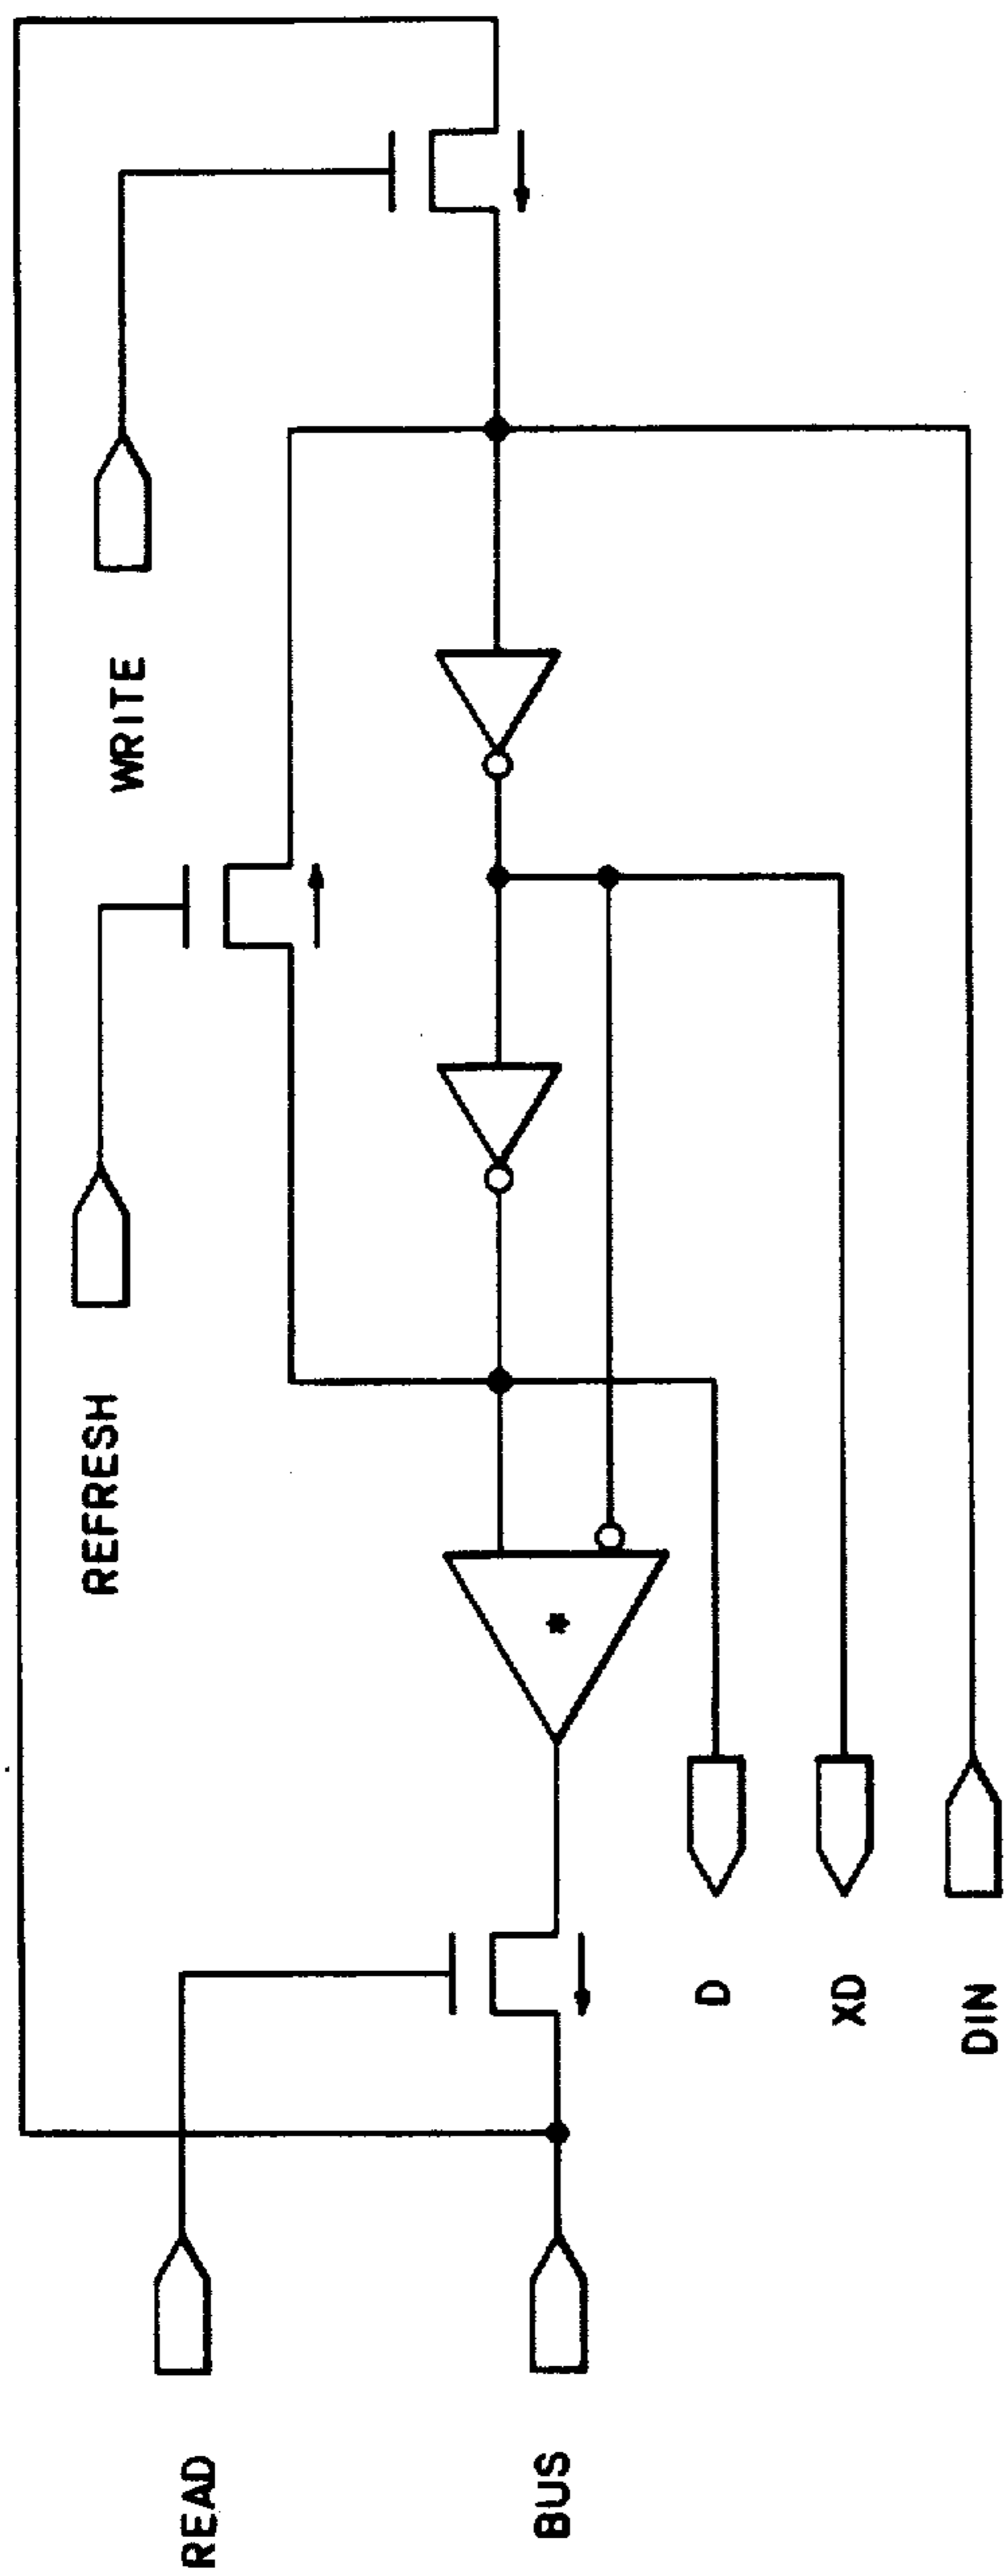 WRITE
REFRESH
*
D
XD
DIN
READ
BUS